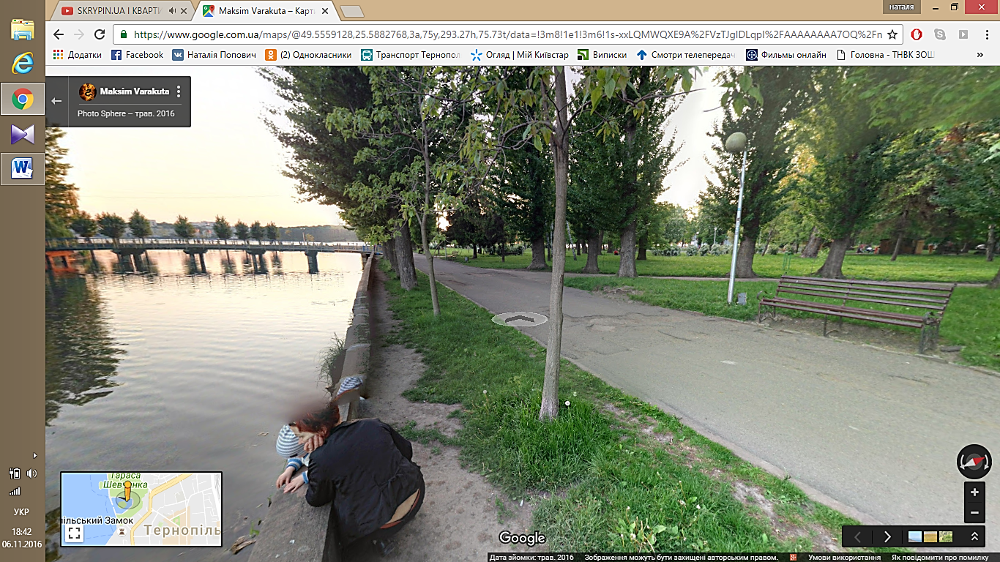 SKRYPIN.UA І КВАРТИ
Maksim Varakuta – Карт
наталя
https://www.google.com.ua/maps/@49.5559128,25.5882768,3a,75y,293.27h,75.73t/data=!3m8!1e1!3m6!1s-xxLQMWQXE9A%2FVzTJgIDLqpI%2FAAAAAAAA7OQ%2Fn
Додатки
Facebook
Наталія Попович
(2) Однокласники
Транспорт Тернопол
Огляд | Мій Київстар
Виписки
Смотри телепередач
Фильмы онлайн
Головна - ТНВК ЗОШ
»
Maksim Varakuta
Photo Sphere – трав. 2016
Тараса
Шевченка
пільський Замок
Тернопіль
УКР
18:42
06.11.2016
Google
Дата зйомки: трав. 2016 Зображення можуть бути захищені авторським правом. Умови використання Як повідомити про помилку